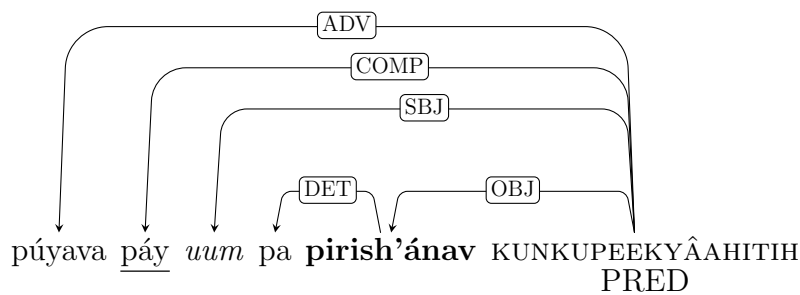 ADV
COMP
SBJ
DET OBJ
púyava páy uum pa pirish’ánav KUNKUPEEKYÂAHITIH
PRED